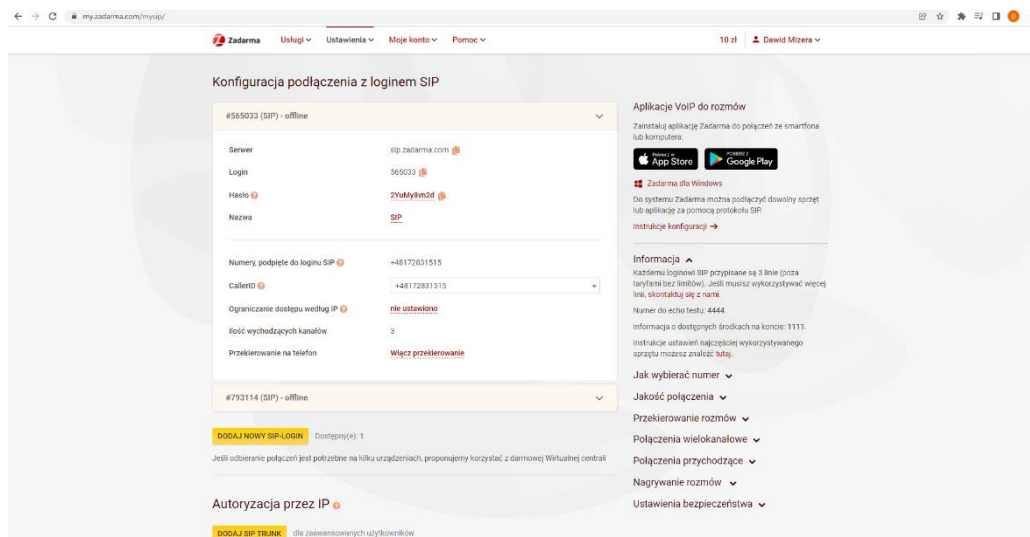 my.zadarma.com/mysip/
Zadarma Usługi Ustawienia Moje konto Pomoc 10 zł Dawid Mizera
Konfiguracja podłączenia z loginem SIP
#565033 (SIP) - offline
Serwer sip.zadarma.com
Login 565033
Hasło 2YuMy8vn2d
Nazwa SIP
Numery, podpięte do loginu SIP +48172831515
CallerID +48172831515
Ograniczanie dostępu według IP nie ustawiono
Ilość wychodzących kanałów 3
Przekierowanie na telefon Włącz przekierowanie
#793114 (SIP) - offline
DODAJ NOWY SIP-LOGIN Dostępny(e): 1
Jeśli odbieranie połączeń jest potrzebne na kilku urządzeniach, proponujemy korzystać z darmowej Wirtualnej centrali
Autoryzacja przez IP
DODAJ SIP TRUNK dla zaawansowanych użytkowników
Aplikacje VoIP do rozmów
Zainstaluj aplikację Zadarma do połączeń ze smartfona
lub komputera:
Pobierz w App Store POBIERZ Z Google Play
Zadarma dla Windows
Do systemu Zadarma można podłączyć dowolny sprzęt
lub aplikację za pomocą protokołu SIP.
Instrukcje konfiguracji →
Informacja
Każdemu loginowi SIP przypisane są 3 linie (poza
taryfami bez limitów). Jeśli musisz wykorzystywać więcej
linii, skontaktuj się z nami.
Numer do echo testu: 4444.
Informacja o dostępnych środkach na koncie: 1111.
Instrukcje ustawień najczęściej wykorzystywanego
sprzętu możesz znaleźć tutaj.
Jak wybierać numer
Jakość połączenia
Przekierowanie rozmów
Połączenia wielokanałowe
Połączenia przychodzące
Nagrywanie rozmów
Ustawienia bezpieczeństwa